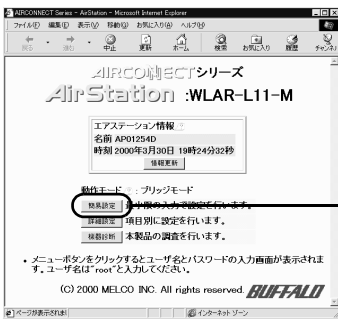 AIRCONNECT Series - AirStation - Microsoft Internet Explorer
ファイル(F) 編集(E) 表示(V) 移動(G) お気に入り(A) ヘルプ(H)
戻る 進む 中止 更新 ホーム 検索 お気に入り 履歴 チャンネル
AIRCONNECTシリーズ
AirStation :WLAR-L11-M
エアステーション情報 ?
名前 AP01254D
時刻 2000年3月30日 19時24分32秒
情報更新
動作モード ? : ブリッジモード
簡易設定 最小限の入力で設定を行います。
詳細設定 項目別に設定を行います。
機器診断 本製品の調査を行います。
• メニューボタンをクリックするとユーザ名とパスワードの入力画面が表示されます。ユーザ名は"root"と入力してください。
(C) 2000 MELCO INC. All rights reserved. BUFFALO
ページが表示されまし インターネット ゾーン